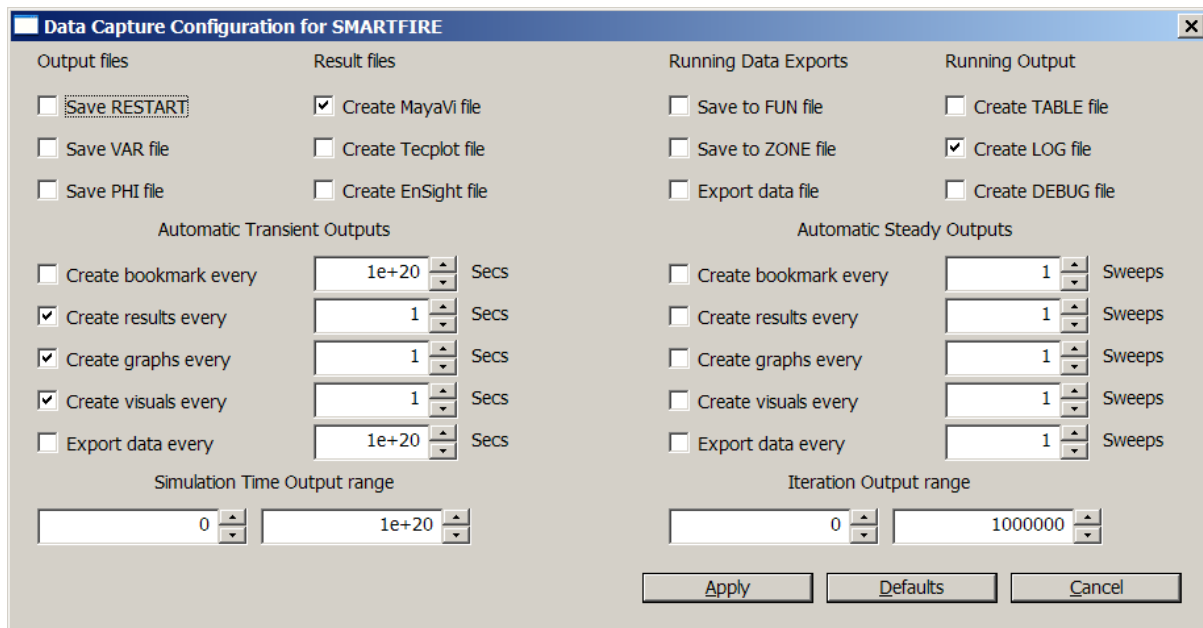 Data Capture Configuration for SMARTFIRE
Output files Result files Running Data Exports Running Output
Save RESTART Create MayaVi file Save to FUN file Create TABLE file
Save VAR file Create Tecplot file Save to ZONE file Create LOG file
Save PHI file Create EnSight file Export data file Create DEBUG file
Automatic Transient Outputs Automatic Steady Outputs
Create bookmark every 1e+20 Secs Create bookmark every 1 Sweeps
Create results every 1 Secs Create results every 1 Sweeps
Create graphs every 1 Secs Create graphs every 1 Sweeps
Create visuals every 1 Secs Create visuals every 1 Sweeps
Export data every 1e+20 Secs Export data every 1 Sweeps
Simulation Time Output range Iteration Output range
0 1e+20 0 1000000
Apply Defaults Cancel